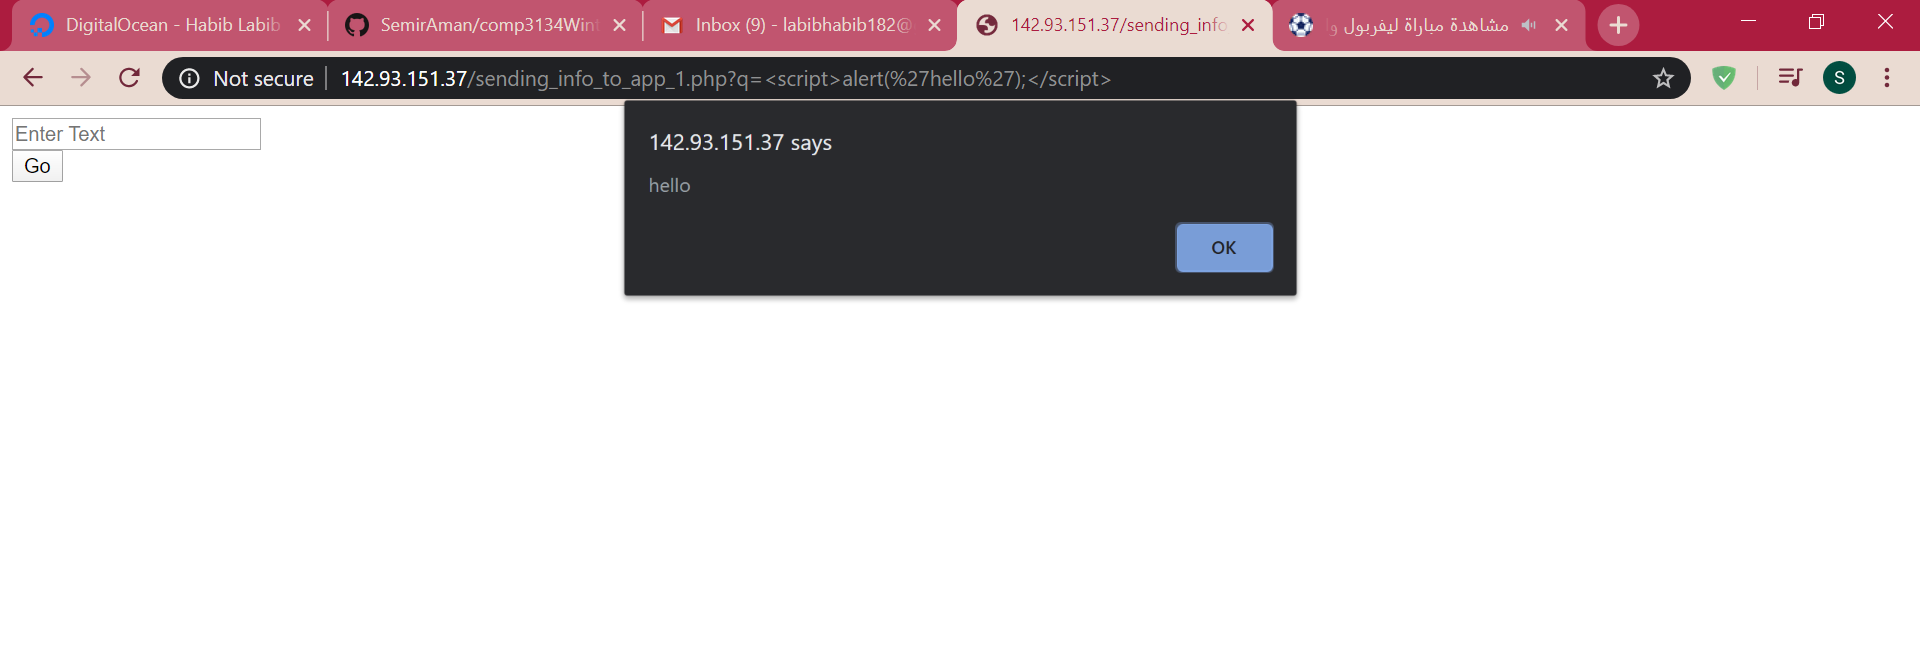 DigitalOcean - Habib Labib
SemirAman/comp3134Wint
Inbox (9) - labibhabib182@
142.93.151.37/sending_info
مشاهدة مباراة ليفربول وا
Not secure
142.93.151.37/sending_info_to_app_1.php?q=<script>alert(%27hello%27);</script>
S
Enter Text
Go
142.93.151.37 says
hello
OK